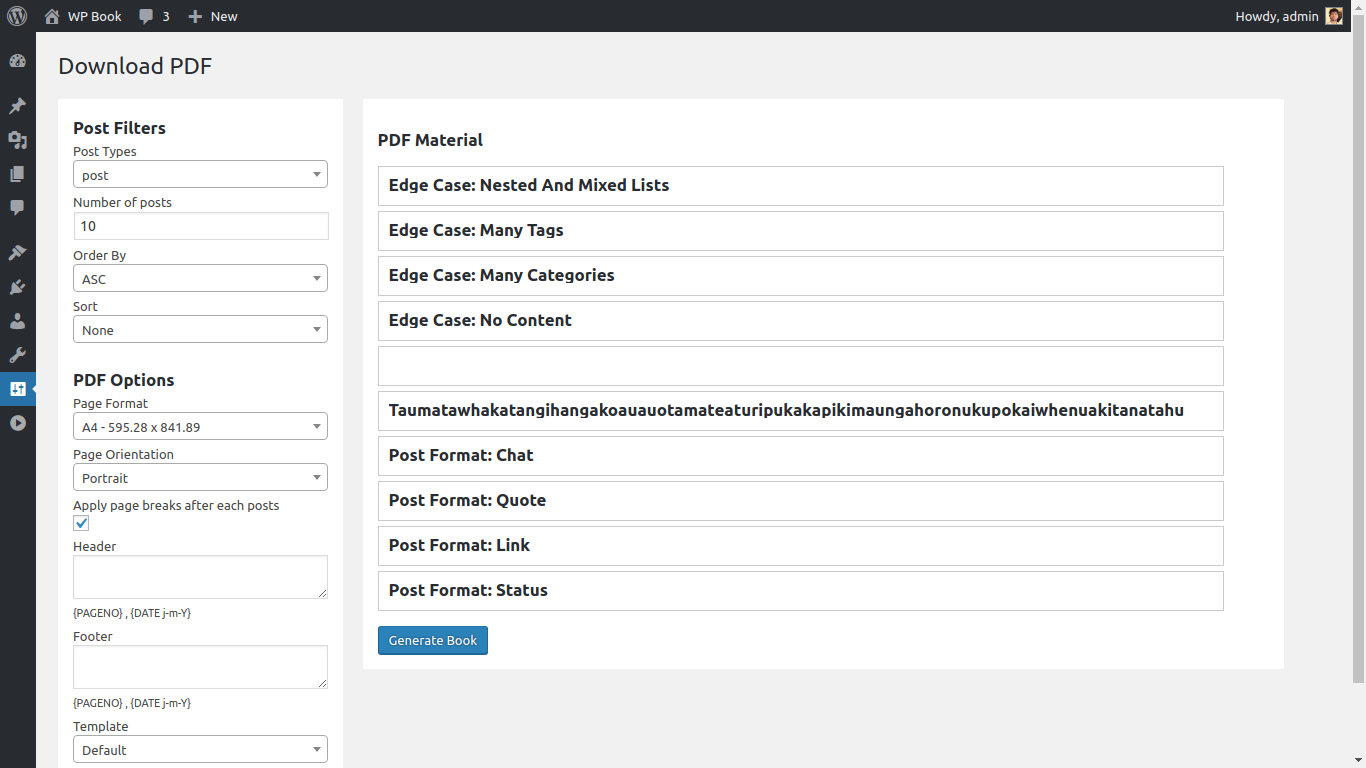 WP Book 3 New Howdy, admin
Download PDF
Post Filters
Post Types
post
Number of posts
10
Order By
ASC
Sort
None
PDF Options
Page Format
A4 - 595.28 x 841.89
Page Orientation
Portrait
Apply page breaks after each posts
Header
{PAGENO} , {DATE j-m-Y}
Footer
{PAGENO} , {DATE j-m-Y}
Template
Default
PDF Material
Edge Case: Nested And Mixed Lists
Edge Case: Many Tags
Edge Case: Many Categories
Edge Case: No Content
Taumatawhakatangihangakoauauotamateaturipukakapikimaungahoronukupokaiwhenuakitanatahu
Post Format: Chat
Post Format: Quote
Post Format: Link
Post Format: Status
Generate Book